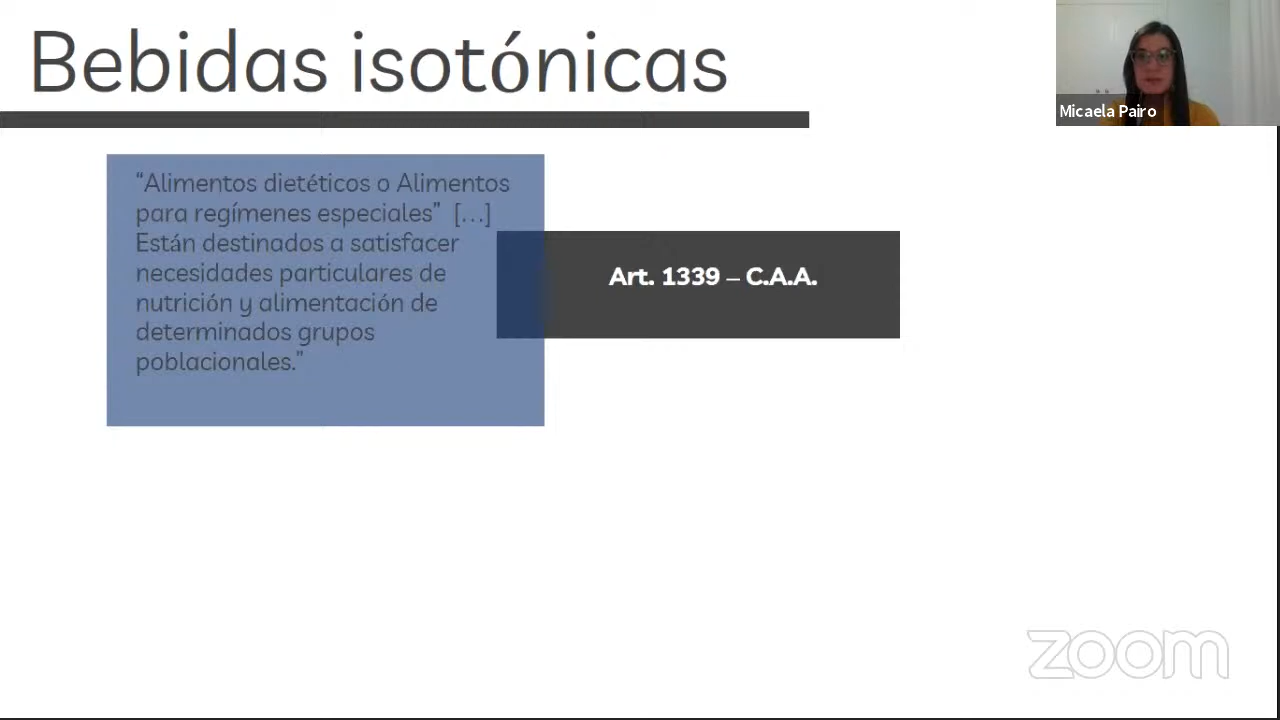 Bebidas isotónicas
Micaela Pairo
“Alimentos dietéticos o Alimentos
para regímenes especiales” [...]
Están destinados a satisfacer
necesidades particulares de
nutrición y alimentación de
determinados grupos
poblacionales.”
Art. 1339 – C.A.A.
zoom